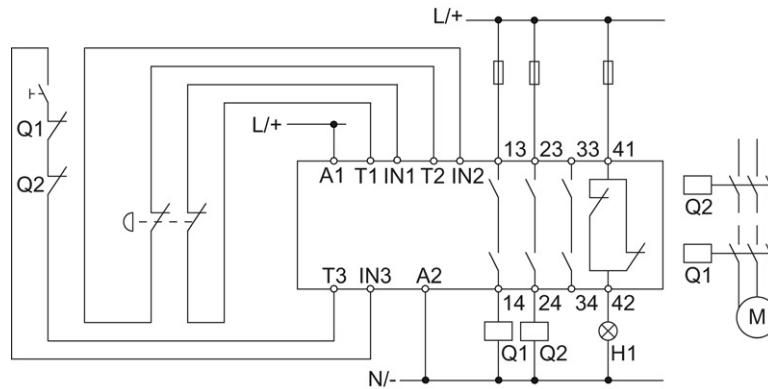 L/+
Q1
Q2
L/+
13 23 33 41
A1 T1 IN1 T2 IN2
T3 IN3 A2
14 24 34 42
Q1 Q2 H1
N/-
Q2
Q1
M